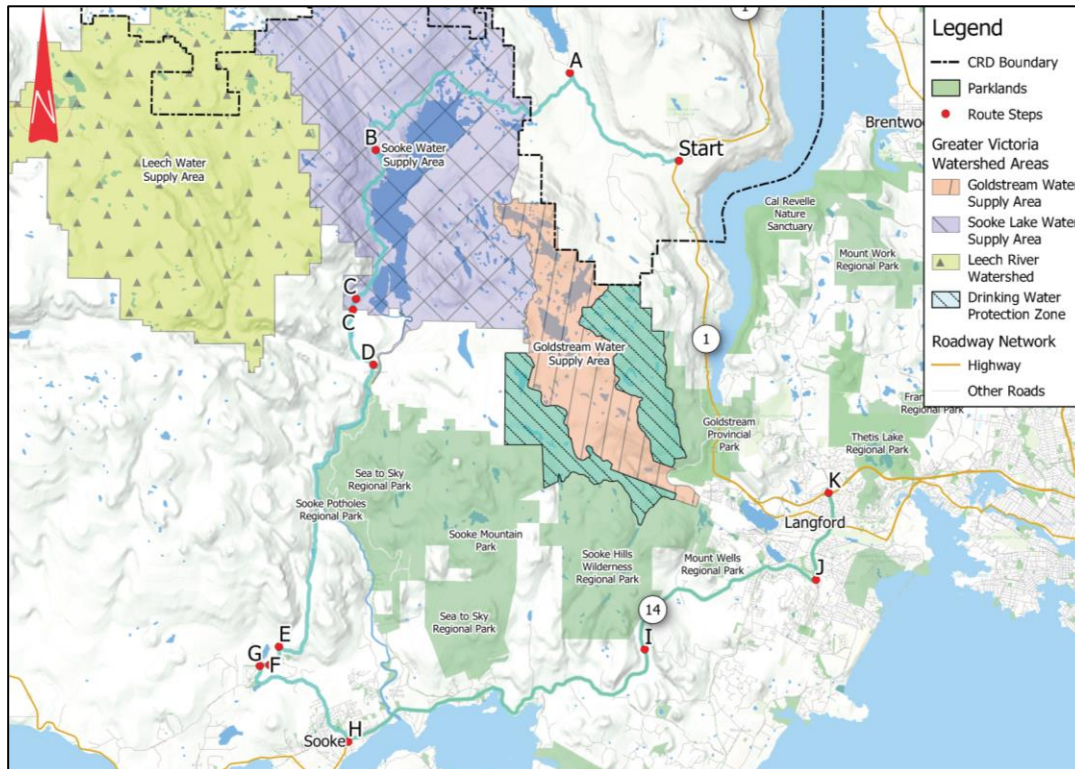 N
1
A
Start
B
Sooke Water
Supply Area
Leech Water
Supply Area
Brentwo
Cal Revelle
Nature
Sanctuary
Mount Work
Regional Park
C
C
D
Goldstream Water
Supply Area
1
Goldstream
Provincial
Park
Fran
Regional Park
Thetis Lake
Regional Park
K
Langford
Sea to Sky
Regional Park
Sooke Potholes
Regional Park
Sooke Mountain
Park
Sooke Hills
Wilderness
Regional Park
Mount Wells
Regional Park
J
14
I
Sea to Sky
Regional Park
E
G
F
H
Sooke
Legend
CRD Boundary
Parklands
Route Steps
Greater Victoria
Watershed Areas
Goldstream Water
Supply Area
Sooke Lake Water
Supply Area
Leech River
Watershed
Drinking Water
Protection Zone
Roadway Network
Highway
Other Roads